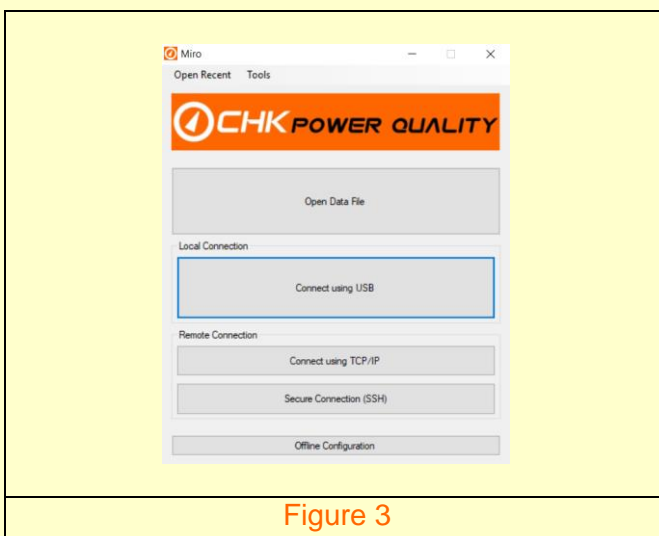 Miro
Open Recent Tools
CHK POWER QUALITY
Open Data File
Local Connection
Connect using USB
Remote Connection
Connect using TCP/IP
Secure Connection (SSH)
Offline Configuration
Figure 3